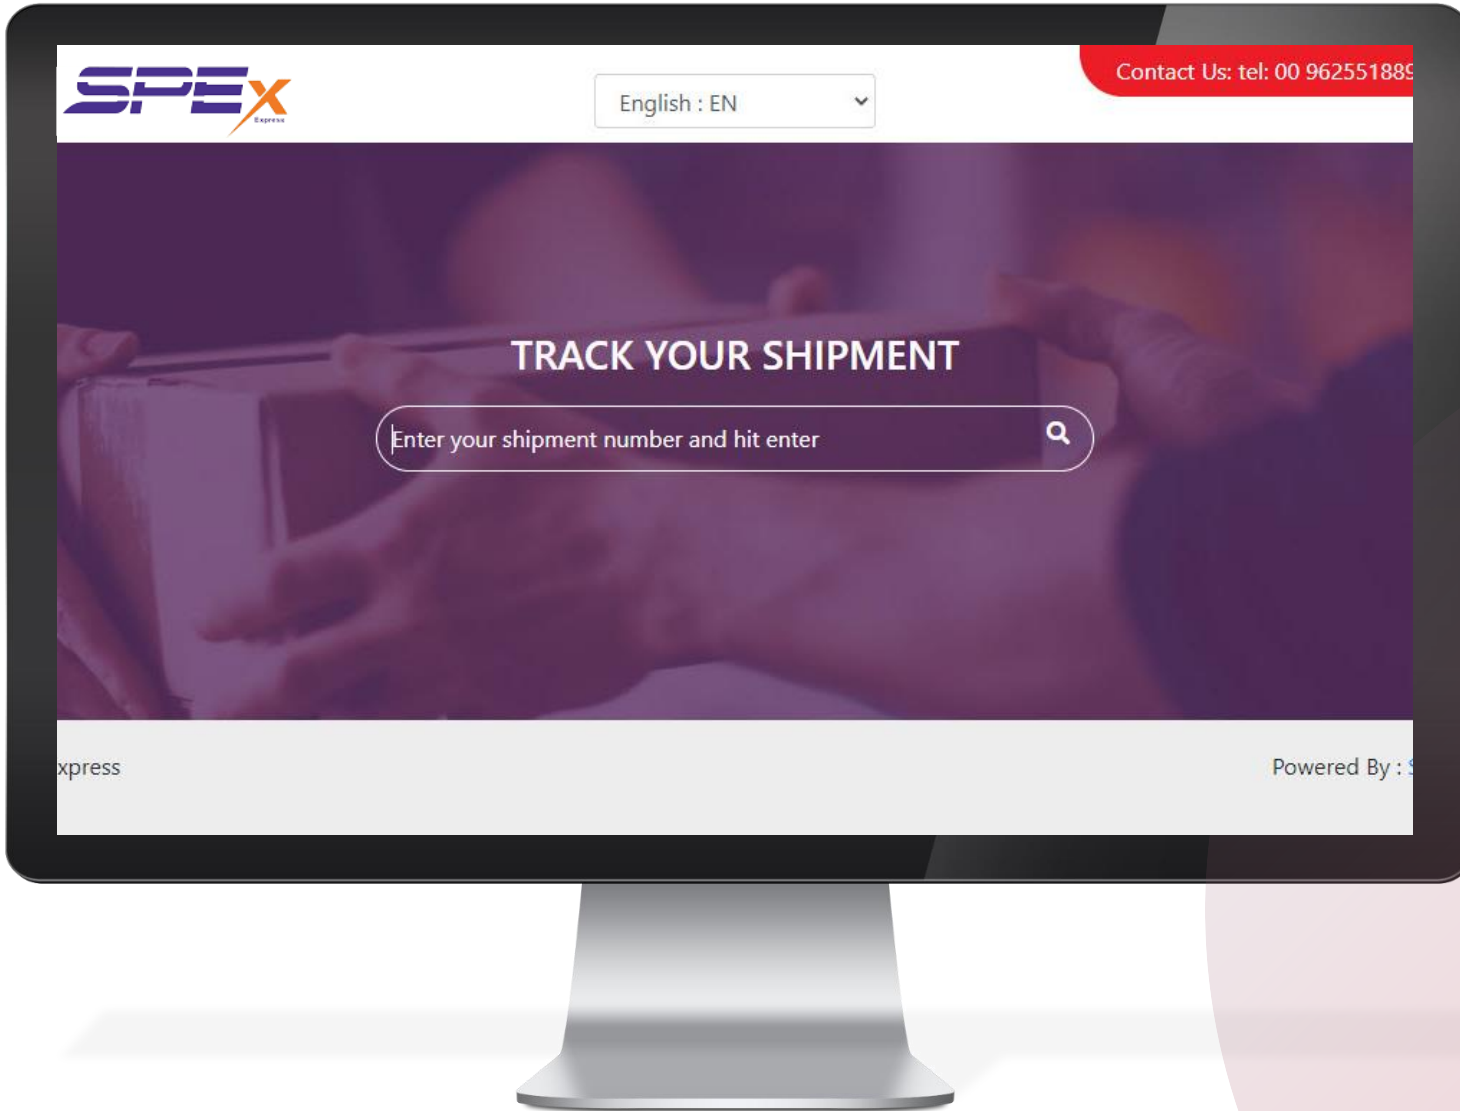 SPEx
Express
English : EN
Contact Us: tel: 00 962551889
TRACK YOUR SHIPMENT
Enter your shipment number and hit enter
xpress
Powered By :